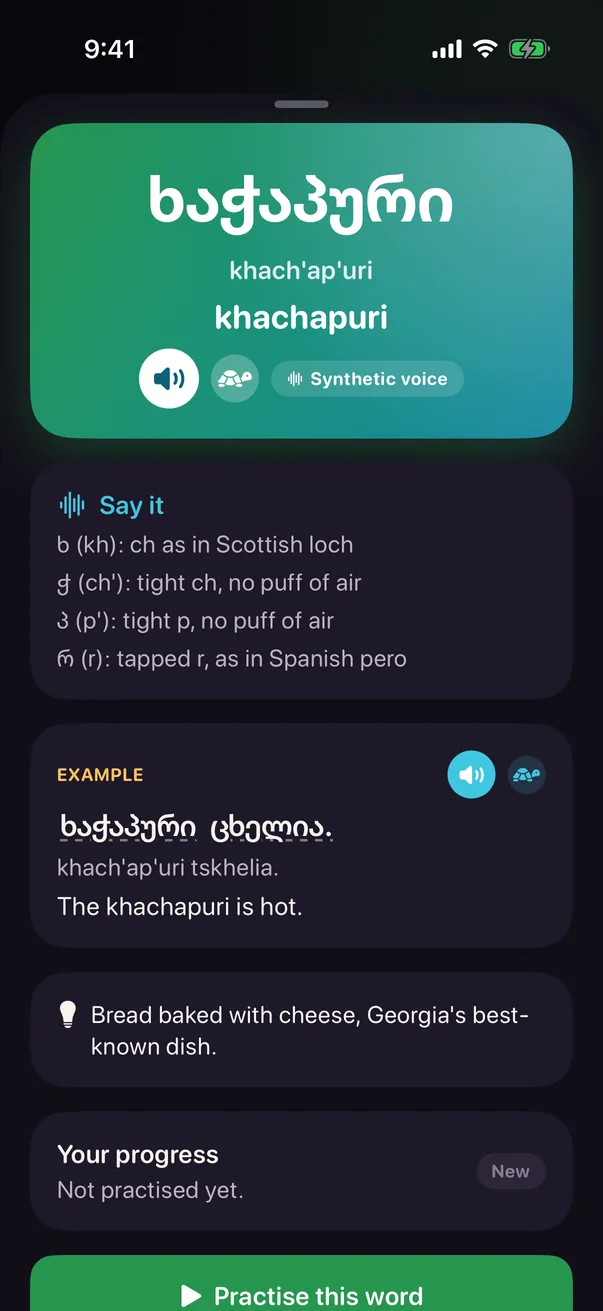 9:41
ხაჭაპური
khach'ap'uri
khachapuri
Synthetic voice
Say it
ხ (kh): ch as in Scottish loch
ჭ (ch'): tight ch, no puff of air
პ (p'): tight p, no puff of air
რ (r): tapped r, as in Spanish pero
EXAMPLE
ხაჭაპური ცხელია.
khach'ap'uri tskhelia.
The khachapuri is hot.
Bread baked with cheese, Georgia's best-
known dish.
Your progress
Not practised yet.
New
Practise this word